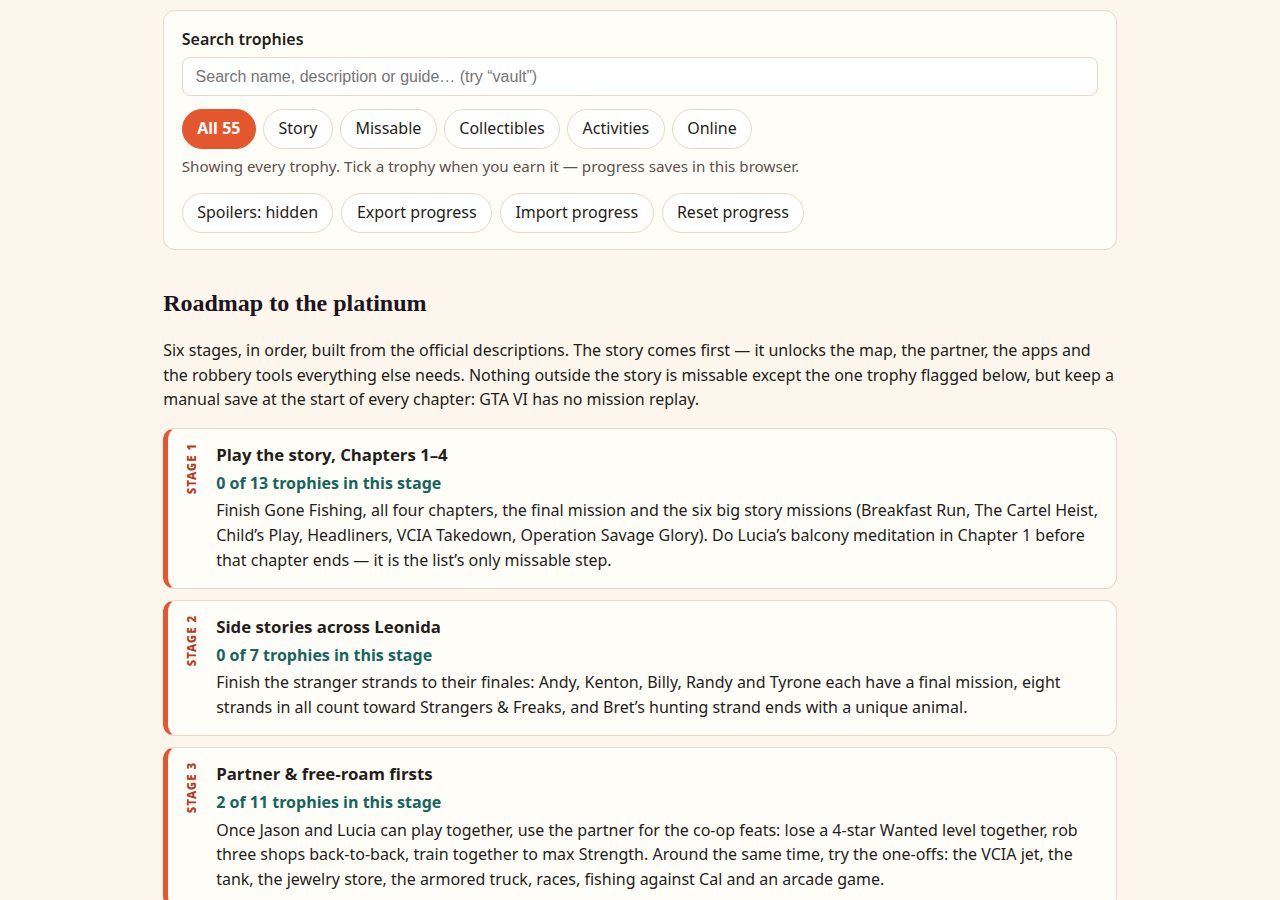 Search trophies
Search name, description or guide… (try “vault”)
All 55
Story
Missable
Collectibles
Activities
Online
Showing every trophy. Tick a trophy when you earn it — progress saves in this browser.
Spoilers: hidden
Export progress
Import progress
Reset progress
Roadmap to the platinum
Six stages, in order, built from the official descriptions. The story comes first — it unlocks the map, the partner, the apps and
the robbery tools everything else needs. Nothing outside the story is missable except the one trophy flagged below, but keep a
manual save at the start of every chapter: GTA VI has no mission replay.
STAGE 1
Play the story, Chapters 1–4
0 of 13 trophies in this stage
Finish Gone Fishing, all four chapters, the final mission and the six big story missions (Breakfast Run, The Cartel Heist,
Child’s Play, Headliners, VCIA Takedown, Operation Savage Glory). Do Lucia’s balcony meditation in Chapter 1 before
that chapter ends — it is the list’s only missable step.
STAGE 2
Side stories across Leonida
0 of 7 trophies in this stage
Finish the stranger strands to their finales: Andy, Kenton, Billy, Randy and Tyrone each have a final mission, eight
strands in all count toward Strangers & Freaks, and Bret’s hunting strand ends with a unique animal.
STAGE 3
Partner & free-roam firsts
2 of 11 trophies in this stage
Once Jason and Lucia can play together, use the partner for the co-op feats: lose a 4-star Wanted level together, rob
three shops back-to-back, train together to max Strength. Around the same time, try the one-offs: the VCIA jet, the
tank, the jewelry store, the armored truck, races, fishing against Cal and an arcade game.